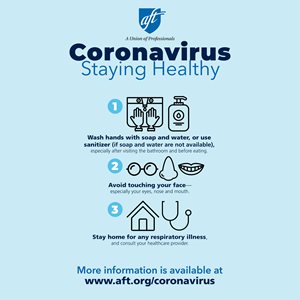 aft
A Union of Professionals
Coronavirus
Staying Healthy
1
Wash hands with soap and water, or use
sanitizer (if soap and water are not available),
especially after visiting the bathroom and before eating.
2
Avoid touching your face—
especially your eyes, nose and mouth.
3
Stay home for any respiratory illness,
and consult your healthcare provider.
More information is available at
www.aft.org/coronavirus